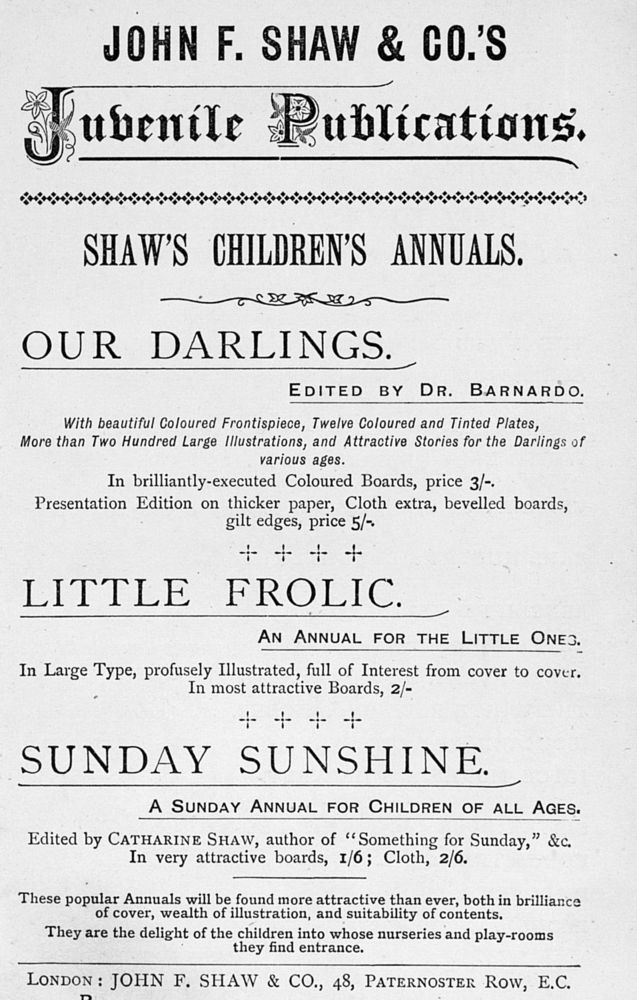 JOHN F. SHAW & CO.'S
Juvenile Publications.
SHAW'S CHILDREN'S ANNUALS.
OUR DARLINGS.
EDITED BY DR. BARNARDO.
With beautiful Coloured Frontispiece, Twelve Coloured and Tinted Plates,
More than Two Hundred Large Illustrations, and Attractive Stories for the Darlings of
various ages.
In brilliantly-executed Coloured Boards, price 3/-.
Presentation Edition on thicker paper, Cloth extra, bevelled boards,
gilt edges, price 5/-.
LITTLE FROLIC.
AN ANNUAL FOR THE LITTLE ONES.
In Large Type, profusely Illustrated, full of Interest from cover to cover.
In most attractive Boards, 2/-
SUNDAY SUNSHINE.
A SUNDAY ANNUAL FOR CHILDREN OF ALL AGES.
Edited by CATHARINE SHAW, author of "Something for Sunday," &c.
In very attractive boards, 1/6; Cloth, 2/6.
These popular Annuals will be found more attractive than ever, both in brilliance
of cover, wealth of illustration, and suitability of contents.
They are the delight of the children into whose nurseries and play-rooms
they find entrance.
LONDON: JOHN F. SHAW & CO., 48, PATERNOSTER ROW, E.C.